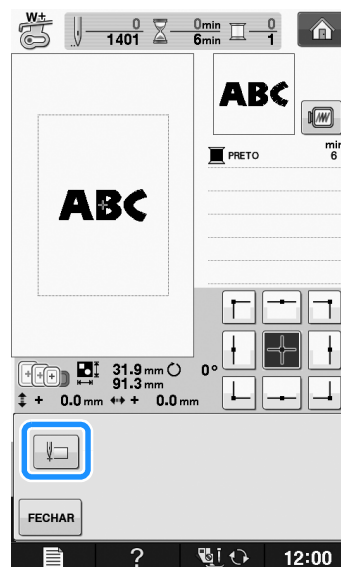 W+
0 0min 0
1401 6min 1
ABC
min
PRETO 6
ABC
31.9 mm 0°
91.3 mm
+ 0.0 mm + 0.0 mm
FECHAR
? 12:00